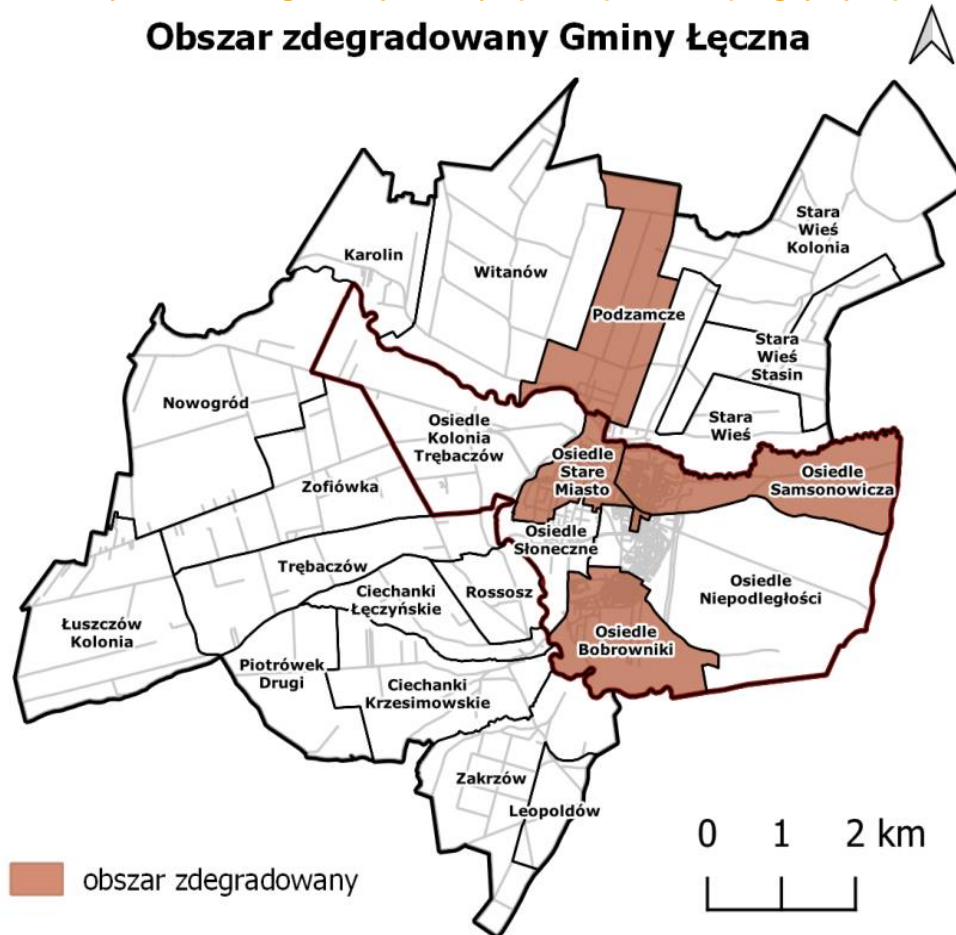 Obszar zdegradowany Gminy Łęczna
Stara
Wieś
Kolonia
Karolin
Witanów
Podzamcze
Stara
Wieś
Stasin
Nowogród
Osiedle
Kolonia
Trębaczów
Stara
Wieś
Osiedle
Stare
Miasto
Osiedle
Samsonowicza
Zofiówka
Osiedle
Słoneczne
Trębaczów
Ciechanki
Łęczyńskie
Rossosz
Osiedle
Niepodległości
Łuszczów
Kolonia
Osiedle
Bobrowniki
Piotrówek
Drugi
Ciechanki
Krzesimowskie
Zakrzów
Leopoldów
0 1 2 km
obszar zdegradowany